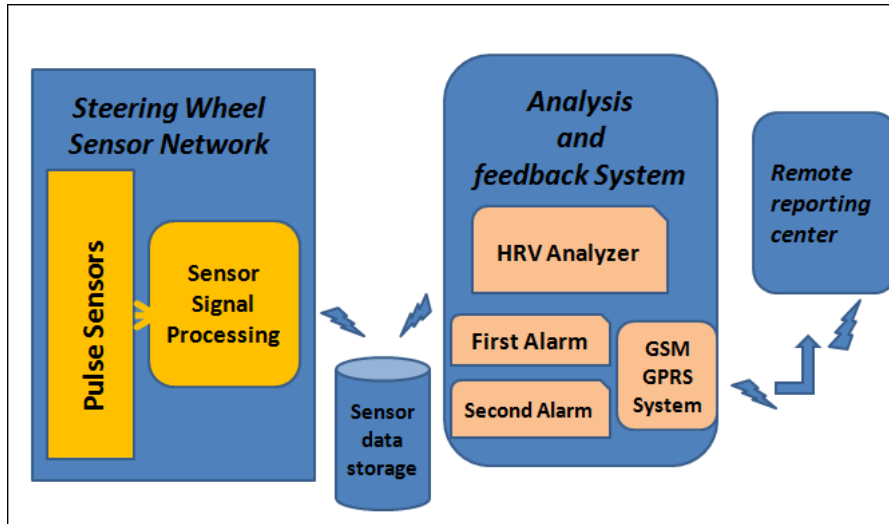 Steering Wheel
Sensor Network
Pulse Sensors
Sensor
Signal
Processing
Sensor
data
storage
Analysis
and
feedback System
HRV Analyzer
First Alarm
Second Alarm
GSM
GPRS
System
Remote
reporting
center